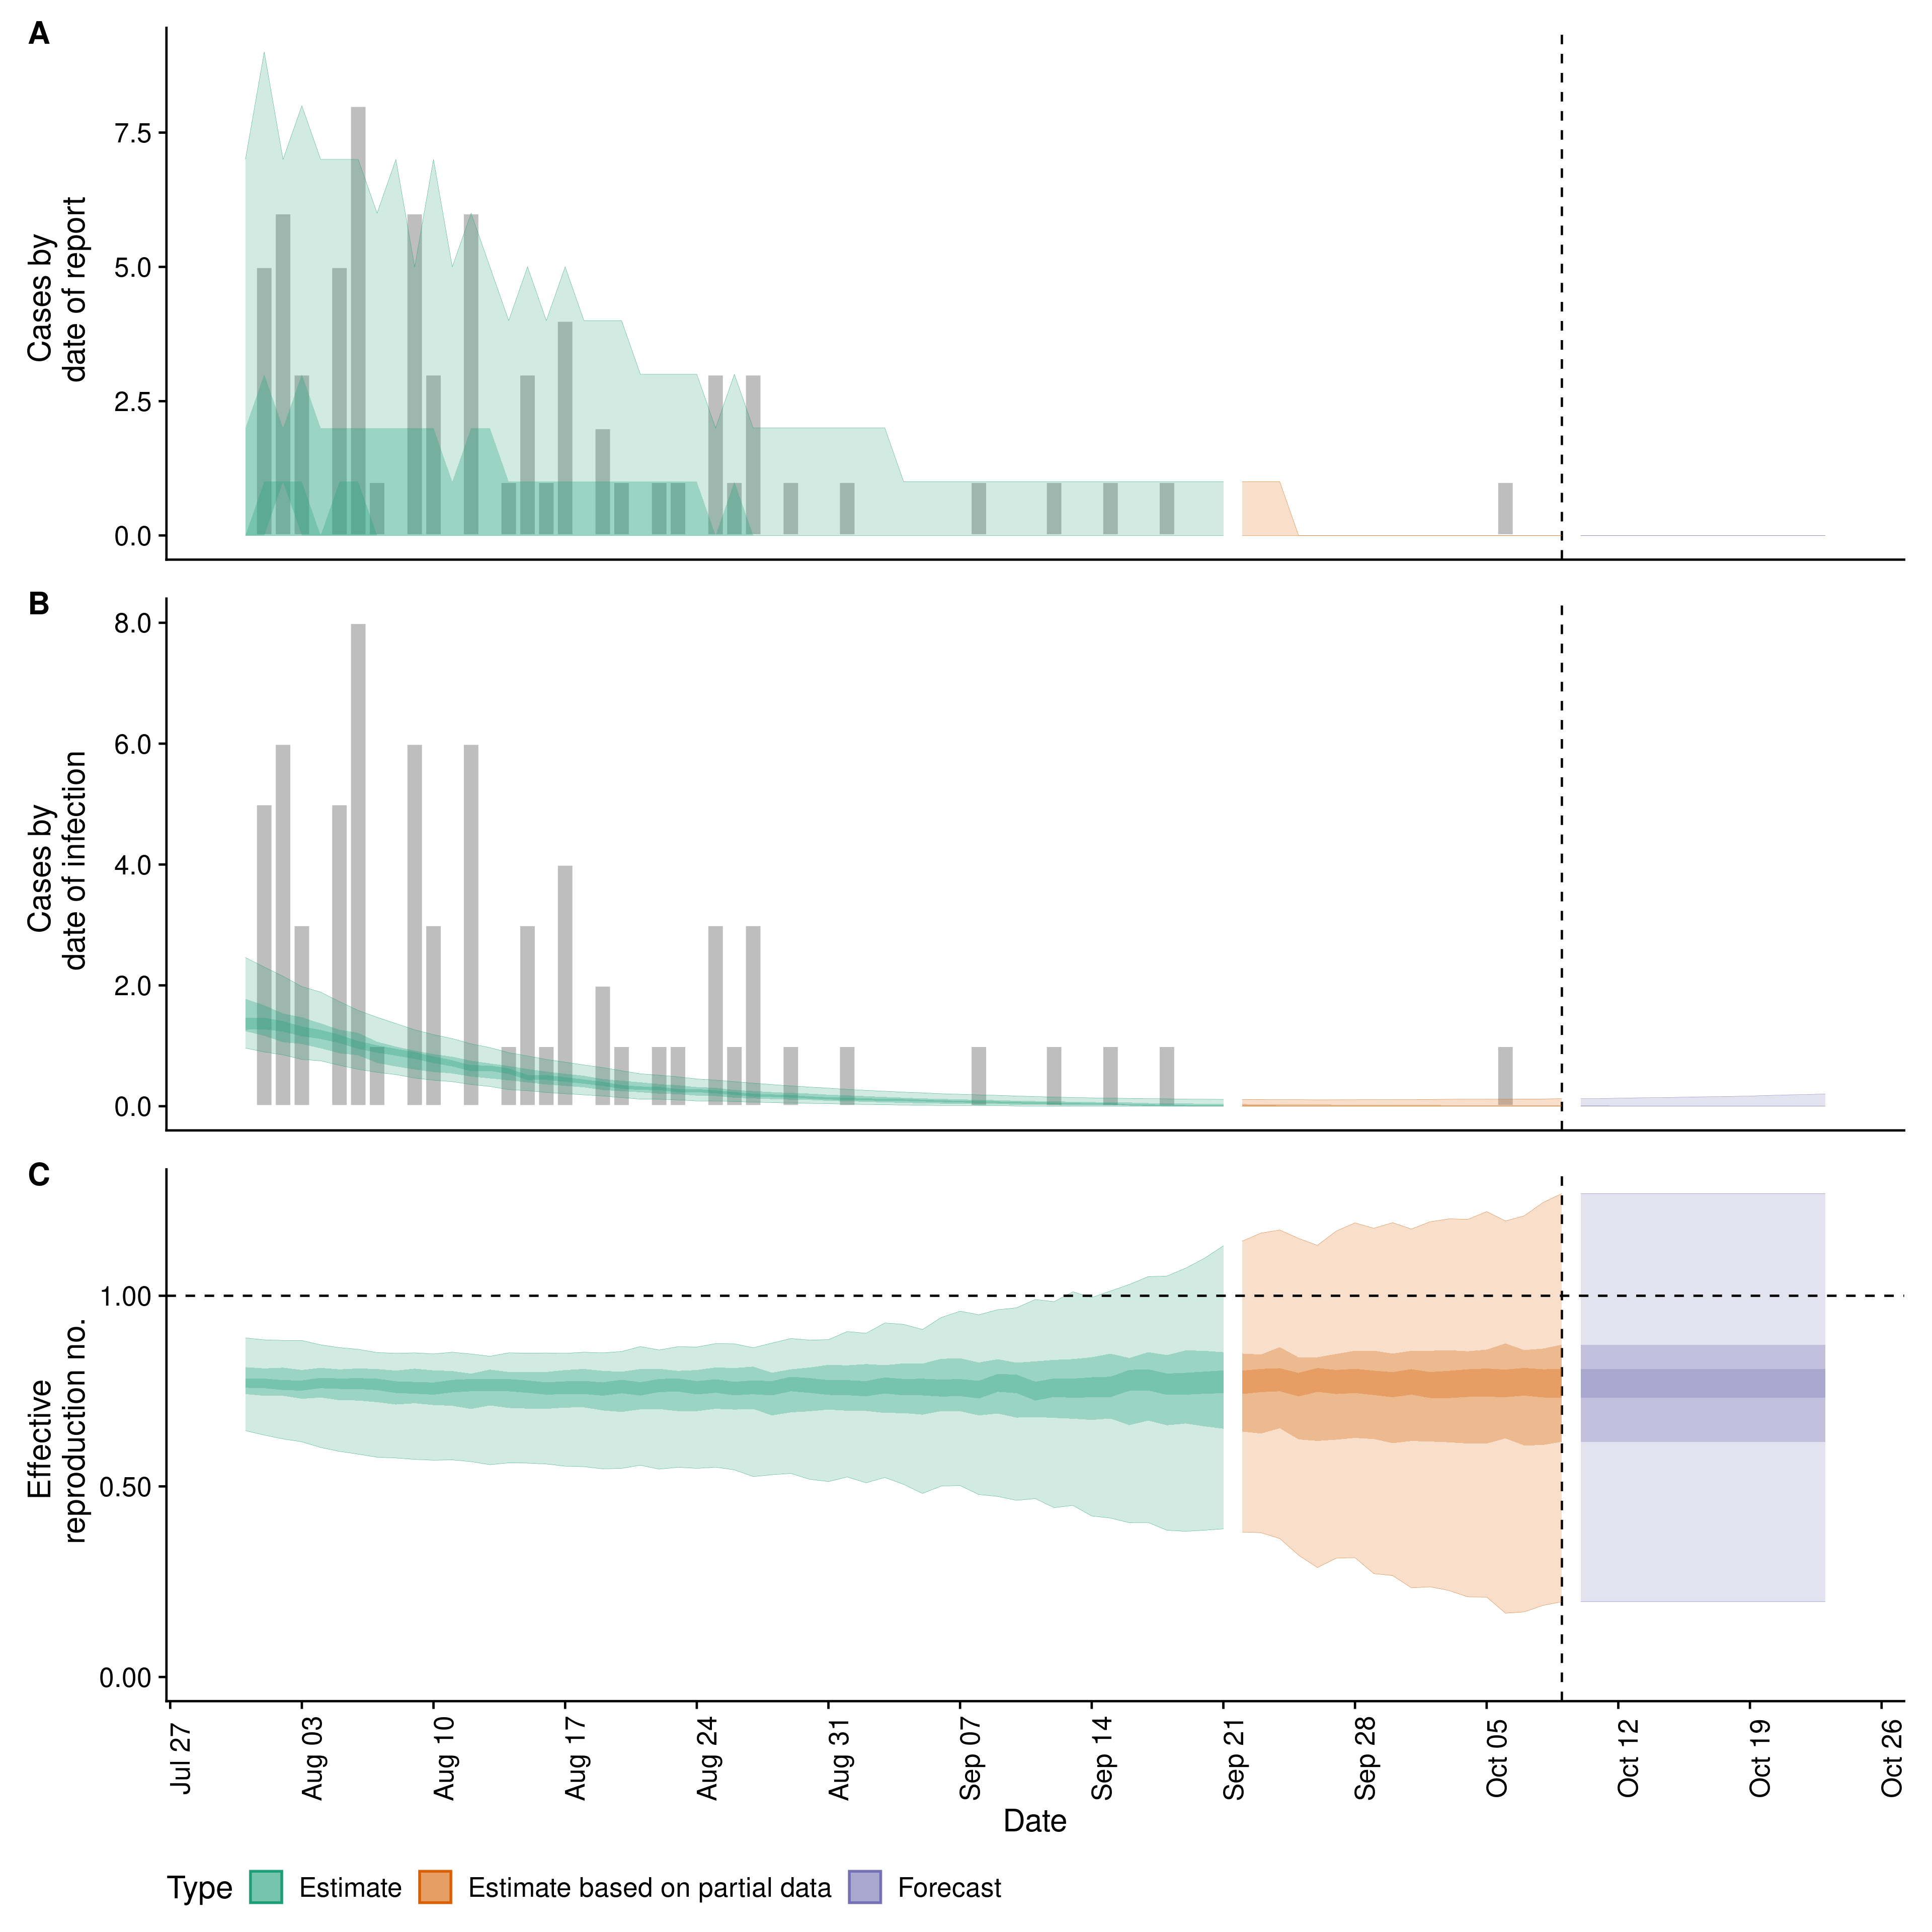 A
7.5
5.0
2.5
0.0
Cases by
date of report
B
8.0
6.0
4.0
2.0
0.0
Cases by
date of infection
C
1.00
0.50
0.00
Effective
reproduction no.
Jul 27
Aug 03
Aug 10
Aug 17
Aug 24
Aug 31
Sep 07
Sep 14
Sep 21
Sep 28
Oct 05
Oct 12
Oct 19
Oct 26
Date
Type Estimate Estimate based on partial data Forecast